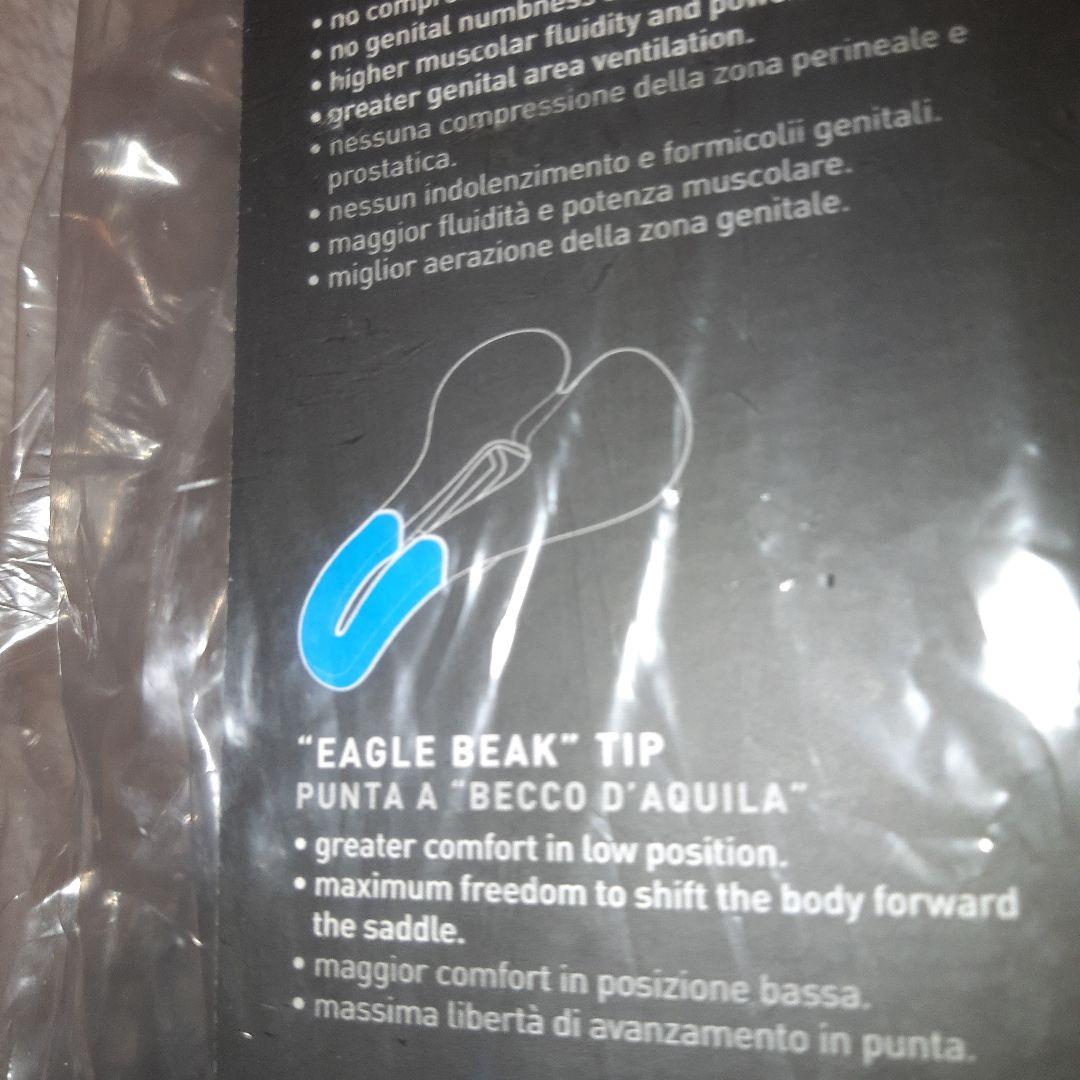 • no
• no genital numbness
• higher muscolar fluidity and
• greater genital area ventilation.
• nessuna compressione della zona perineale e
prostatica.
• nessun indolenzimento e formicolii genitali.
• maggior fluidità e potenza muscolare.
• miglior aerazione della zona genitale.
“EAGLE BEAK” TIP
PUNTA A “BECCO D'AQUILA”
• greater comfort in low position.
• maximum freedom to shift the body forward
the saddle.
• maggior comfort in posizione bassa.
• massima libertà di avanzamento in punta.